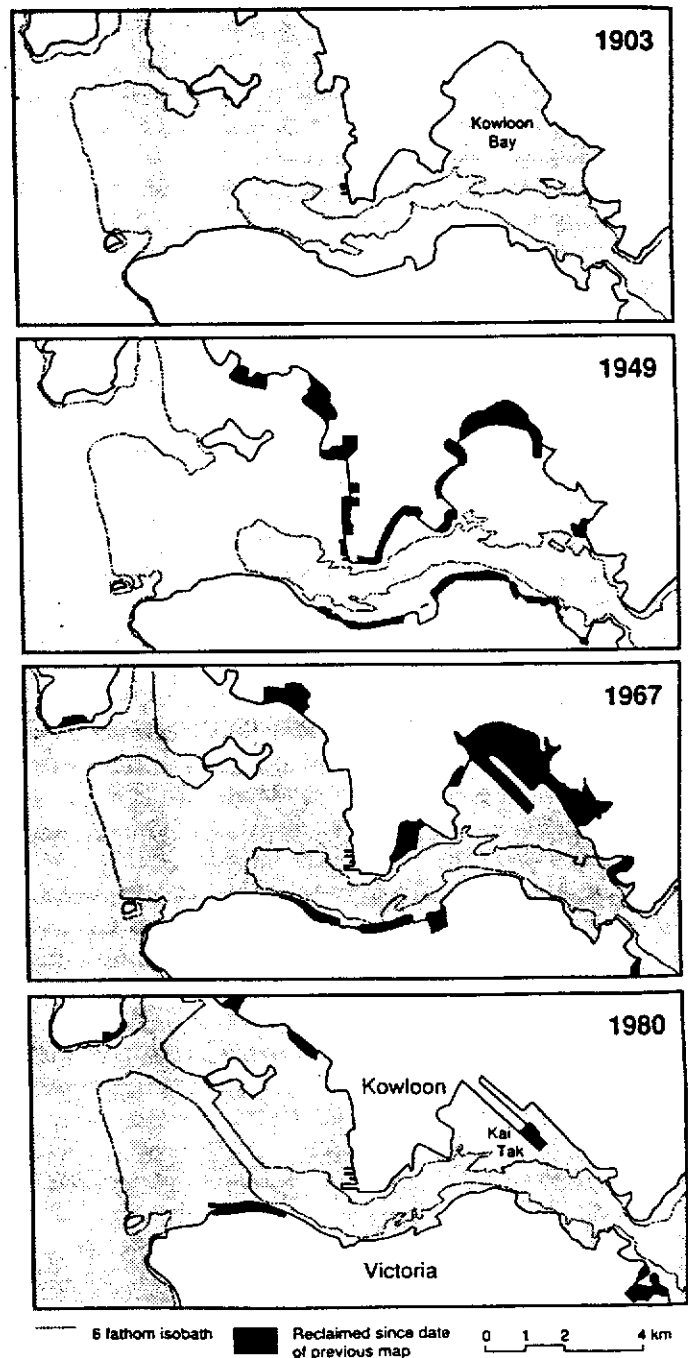 1903
Kowloon
Bay
1949
1967
1980
Kowloon
Kai
Tak
Victoria
6 fathom isobath
Reclaimed since date
of previous map
0 1 2 4 km